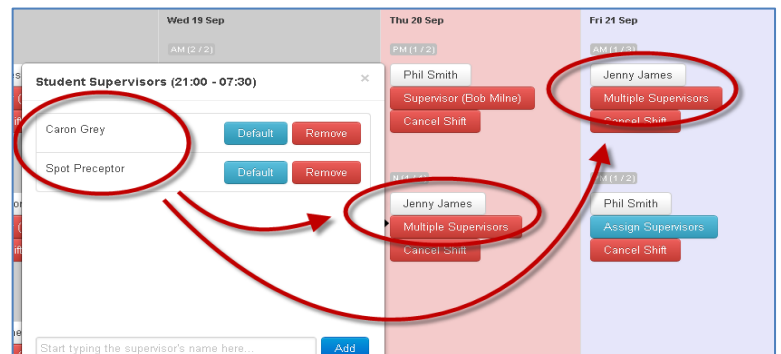 Wed 19 Sep
Thu 20 Sep
Fri 21 Sep
AM (2 / 2)
PM (1 / 2)
AM (1 / 3)
Student Supervisors (21:00 - 07:30)
×
Caron Grey
Default
Remove
Spot Preceptor
Default
Remove
Start typing the supervisor's name here...
Add
Phil Smith
Supervisor (Bob Milne)
Cancel Shift
Jenny James
Multiple Supervisors
Cancel Shift
Jenny James
Multiple Supervisors
Cancel Shift
PM (1 / 2)
Phil Smith
Assign Supervisors
Cancel Shift